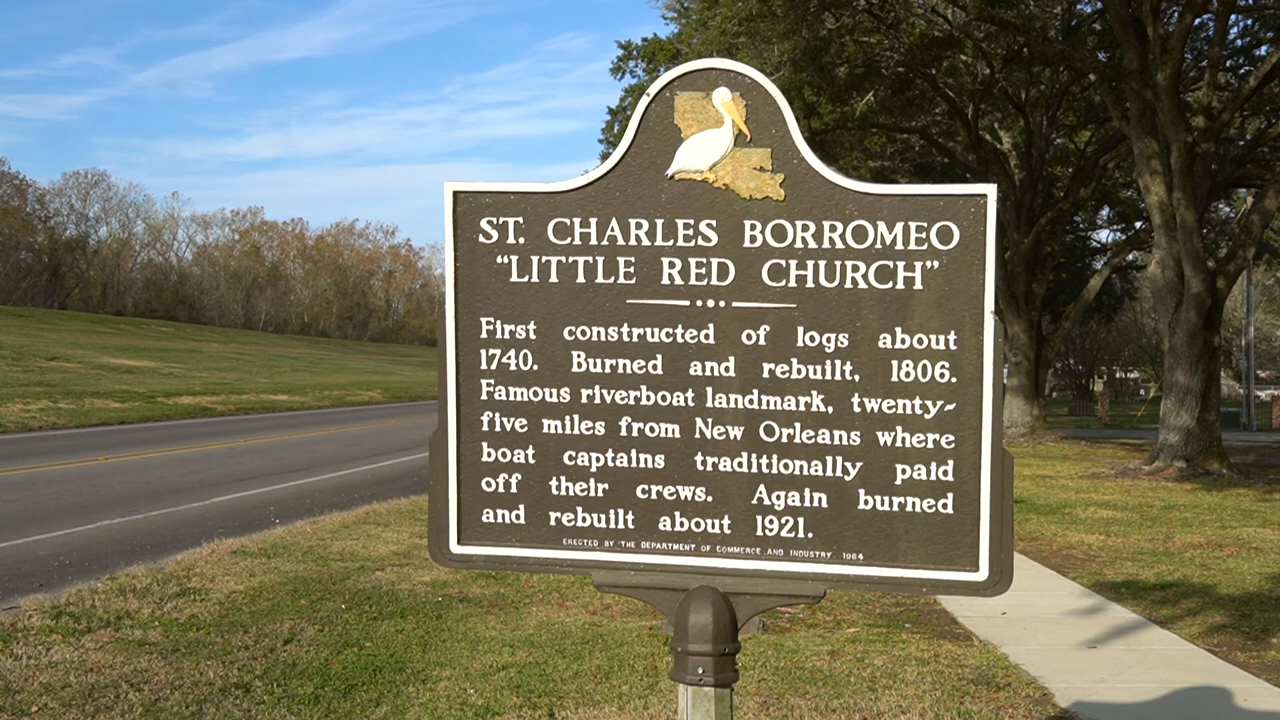 ST. CHARLES BORROMEO
“LITTLE RED CHURCH”
First constructed of logs about
1740. Burned and rebuilt, 1806.
Famous riverboat landmark, twenty-
five miles from New Orleans where
boat captains traditionally paid
off their crews. Again burned
and rebuilt about 1921.
ERECTED BY THE DEPARTMENT OF COMMERCE AND INDUSTRY 1964